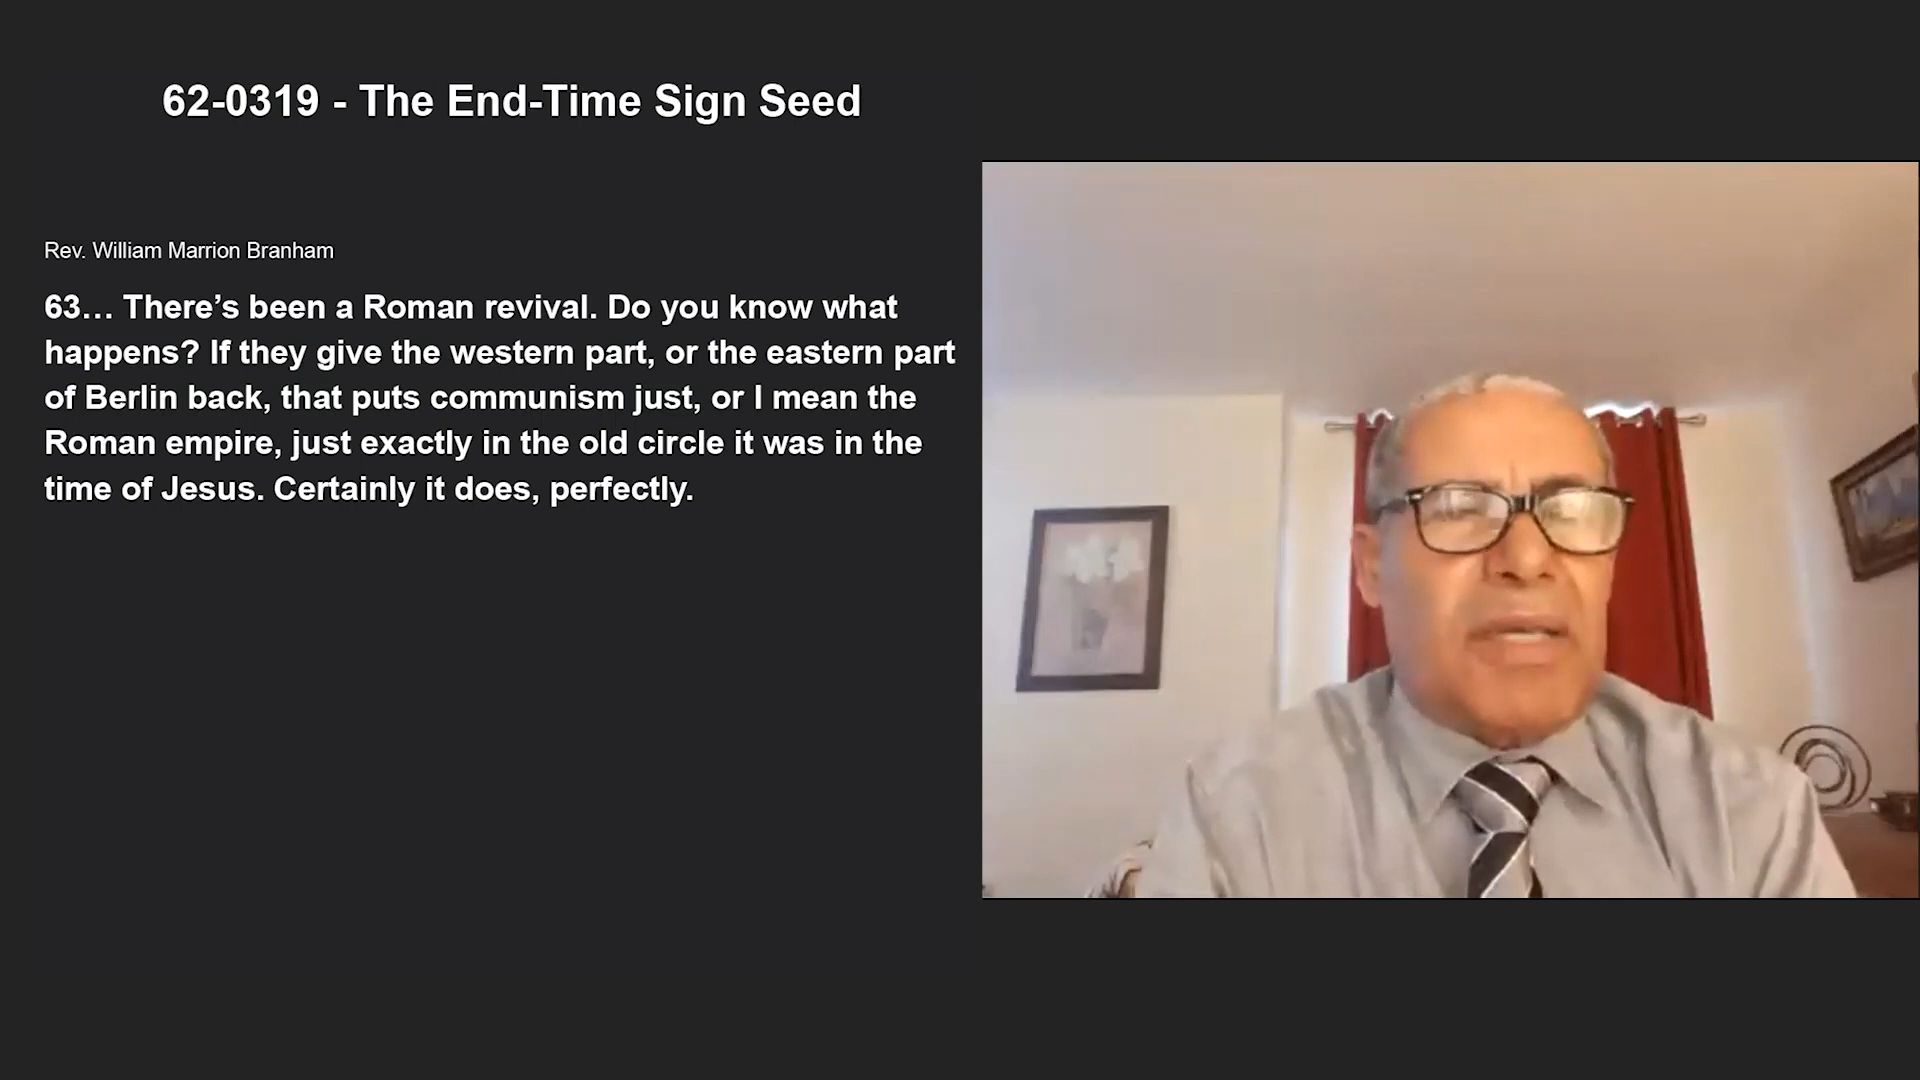 62-0319 - The End-Time Sign Seed
Rev. William Marrion Branham
63… There’s been a Roman revival. Do you know what
happens? If they give the western part, or the eastern part
of Berlin back, that puts communism just, or I mean the
Roman empire, just exactly in the old circle it was in the
time of Jesus. Certainly it does, perfectly.